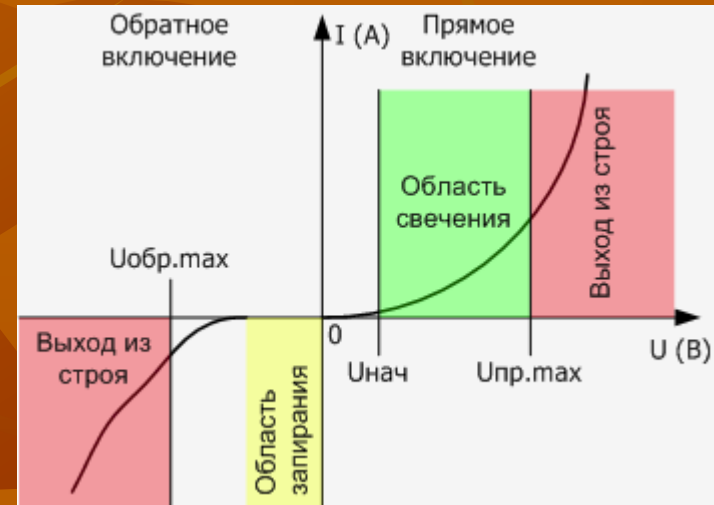 Обратное
включение
I (А)
Прямое
включение
Область
свечения
Выход из строя
Uобр.max
0
U (В)
Выход из
строя
Область
запирания
Uнач
Uпр.max